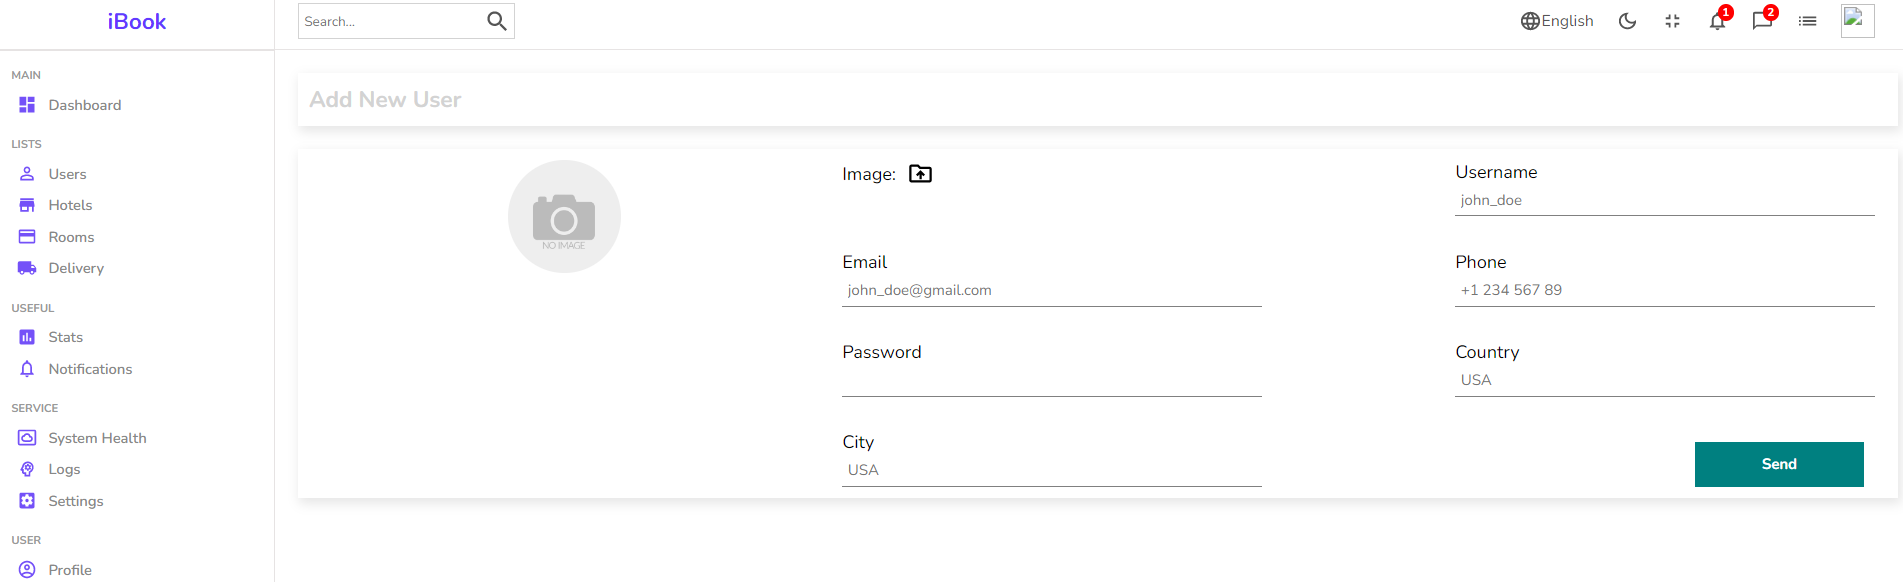 iBook
Search...
English
1
2
MAIN
Dashboard
LISTS
Users
Hotels
Rooms
Delivery
USEFUL
Stats
Notifications
SERVICE
System Health
Logs
Settings
USER
Profile
Add New User
NO IMAGE
Image:
Username
john_doe
Email
john_doe@gmail.com
Phone
+1 234 567 89
Password
Country
USA
City
USA
Send